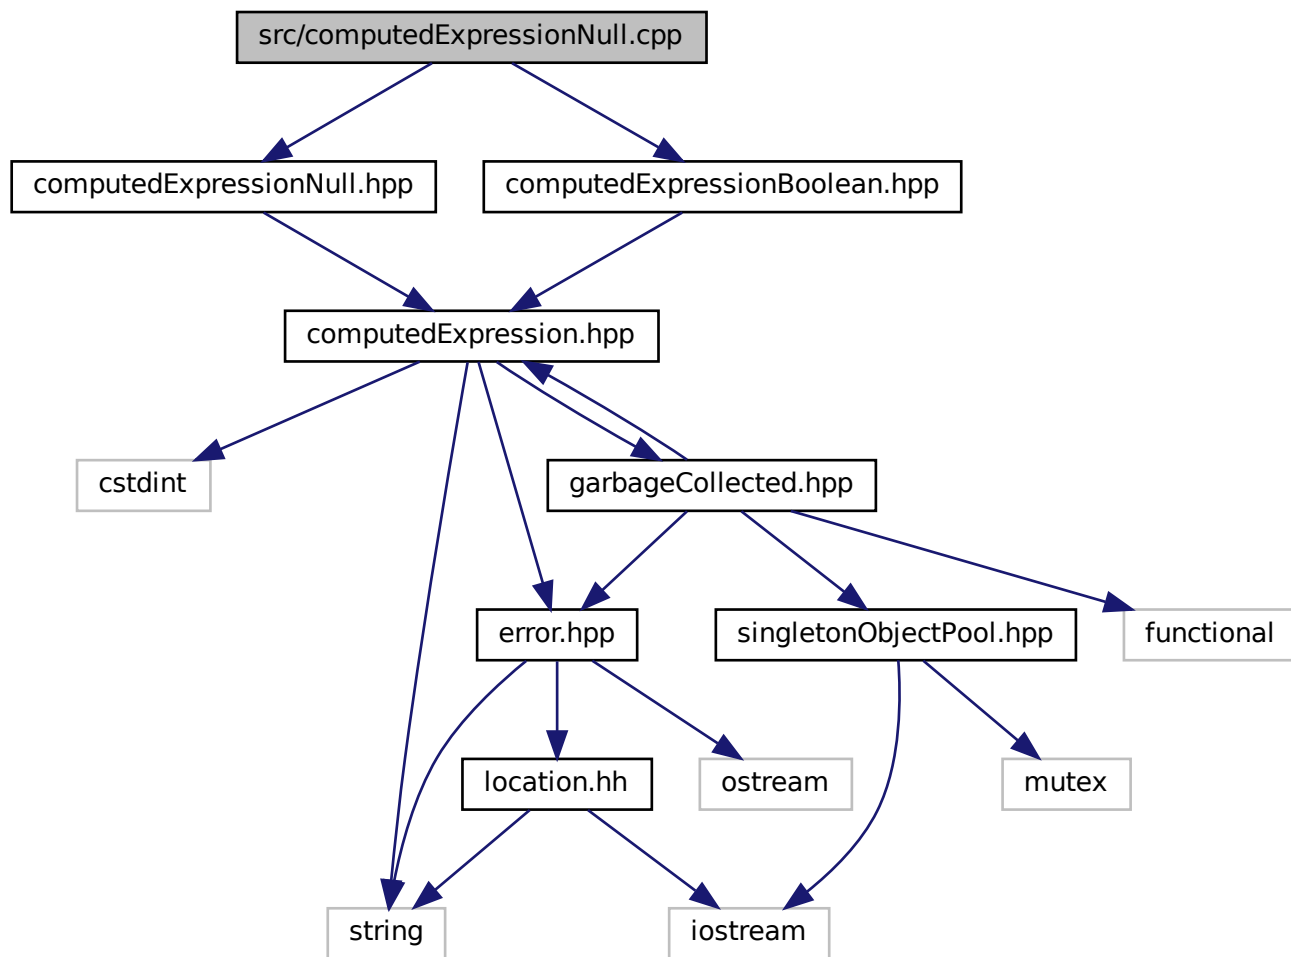 src/computedExpressionNull.cpp
computedExpressionNull.hpp
computedExpressionBoolean.hpp
computedExpression.hpp
cstdint
garbageCollected.hpp
error.hpp
singletonObjectPool.hpp
functional
location.hh
ostream
mutex
string
iostream